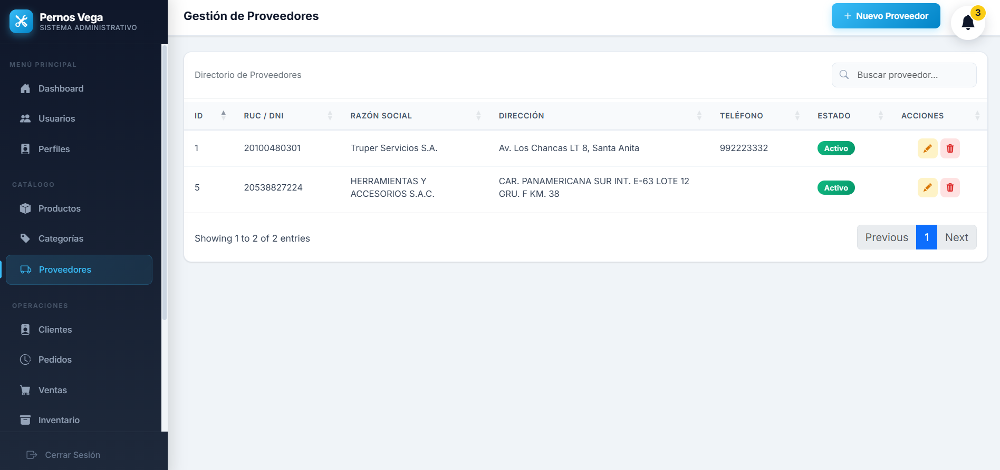 Pernos Vega
SISTEMA ADMINISTRATIVO
MENÚ PRINCIPAL
Dashboard
Usuarios
Perfiles
CATÁLOGO
Productos
Categorías
Proveedores
OPERACIONES
Clientes
Pedidos
Ventas
Inventario
Cerrar Sesión
Gestión de Proveedores
+ Nuevo Proveedor
3
Directorio de Proveedores
Buscar proveedor...
ID RUC / DNI RAZÓN SOCIAL DIRECCIÓN TELÉFONO ESTADO ACCIONES
1 20100480301 Truper Servicios S.A. Av. Los Chancas LT 8, Santa Anita 992223332 Activo
5 20538827224 HERRAMIENTAS Y ACCESORIOS S.A.C. CAR. PANAMERICANA SUR INT. E-63 LOTE 12 GRU. F KM. 38 Activo
Showing 1 to 2 of 2 entries
Previous 1 Next